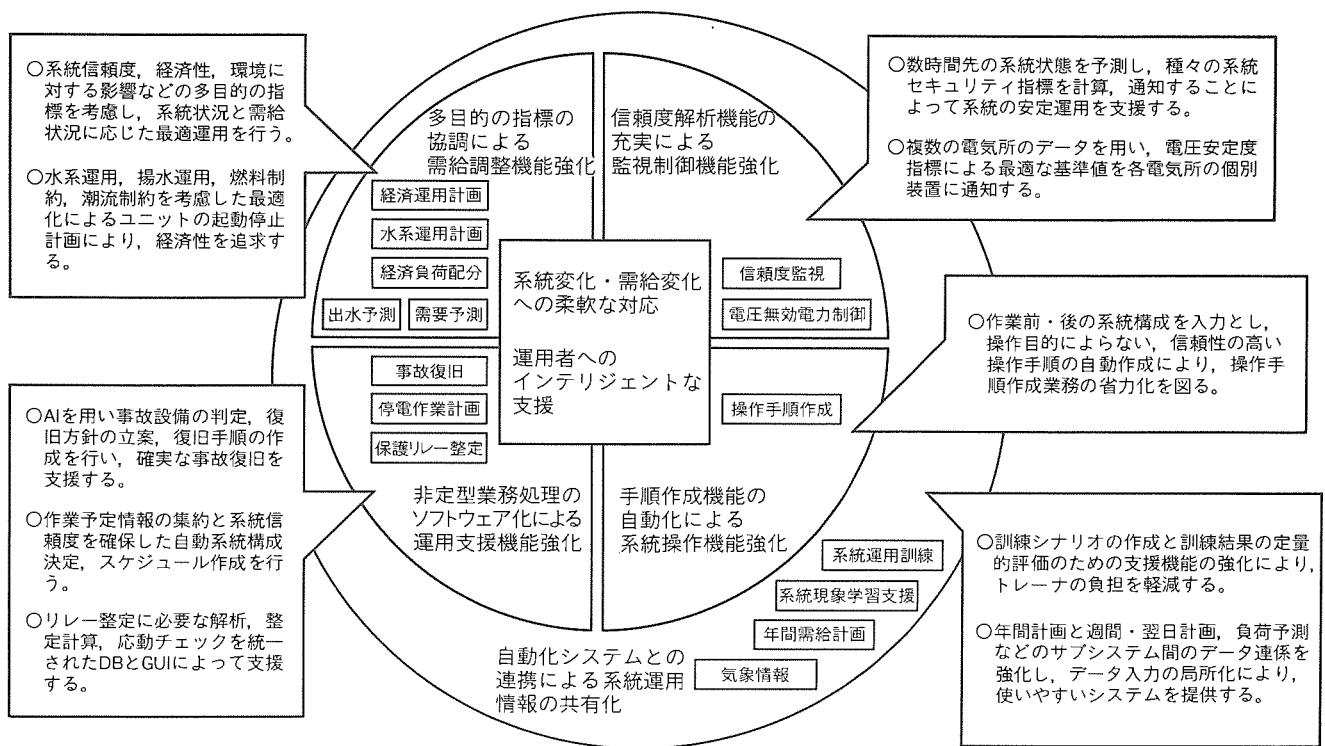 ○系統信頼度，経済性，環境に
対する影響などの多目的の指
標を考慮し，系統状況と需給
状況に応じた最適運用を行う。
○水系運用，揚水運用，燃料制
約，潮流制約を考慮した最適
化によるユニットの起動停止
計画により，経済性を追求す
る。
多目的の指標の
協調による
需給調整機能強化
経済運用計画
水系運用計画
経済負荷配分
出水予測
需要予測
信頼度解析機能の
充実による
監視制御機能強化
信頼度監視
電圧無効電力制御
○数時間先の系統状態を予測し，種々の系統
セキュリティ指標を計算，通知することに
よって系統の安定運用を支援する。
○複数の電気所のデータを用い，電圧安定度
指標による最適な基準値を各電気所の個別
装置に通知する。
系統変化・需給変化
への柔軟な対応
運用者への
インテリジェントな
支援
○AIを用い事故設備の判定，復
旧方針の立案，復旧手順の作
成を行い，確実な事故復旧を
支援する。
○作業予定情報の集約と系統信
頼度を確保した自動系統構成
決定，スケジュール作成を行
う。
○リレー整定に必要な解析，整
定計算，応動チェックを統一
されたDBとGUIによって支援
する。
事故復旧
停電作業計画
保護リレー整定
非定型業務処理の
ソフトウェア化による
運用支援機能強化
操作手順作成
手順作成機能の
自動化による
系統操作機能強化
○作業前・後の系統構成を入力とし，
操作目的によらない，信頼性の高い
操作手順の自動作成により，操作手
順作成業務の省力化を図る。
系統運用訓練
系統現象学習支援
年間需給計画
気象情報
自動化システムとの
連携による系統運用
情報の共有化
○訓練シナリオの作成と訓練結果の定量
的評価のための支援機能の強化により，
トレーナの負担を軽減する。
○年間計画と週間・翌日計画，負荷予測
などのサブシステム間のデータ連係を
強化し，データ入力の局所化により，
使いやすいシステムを提供する。